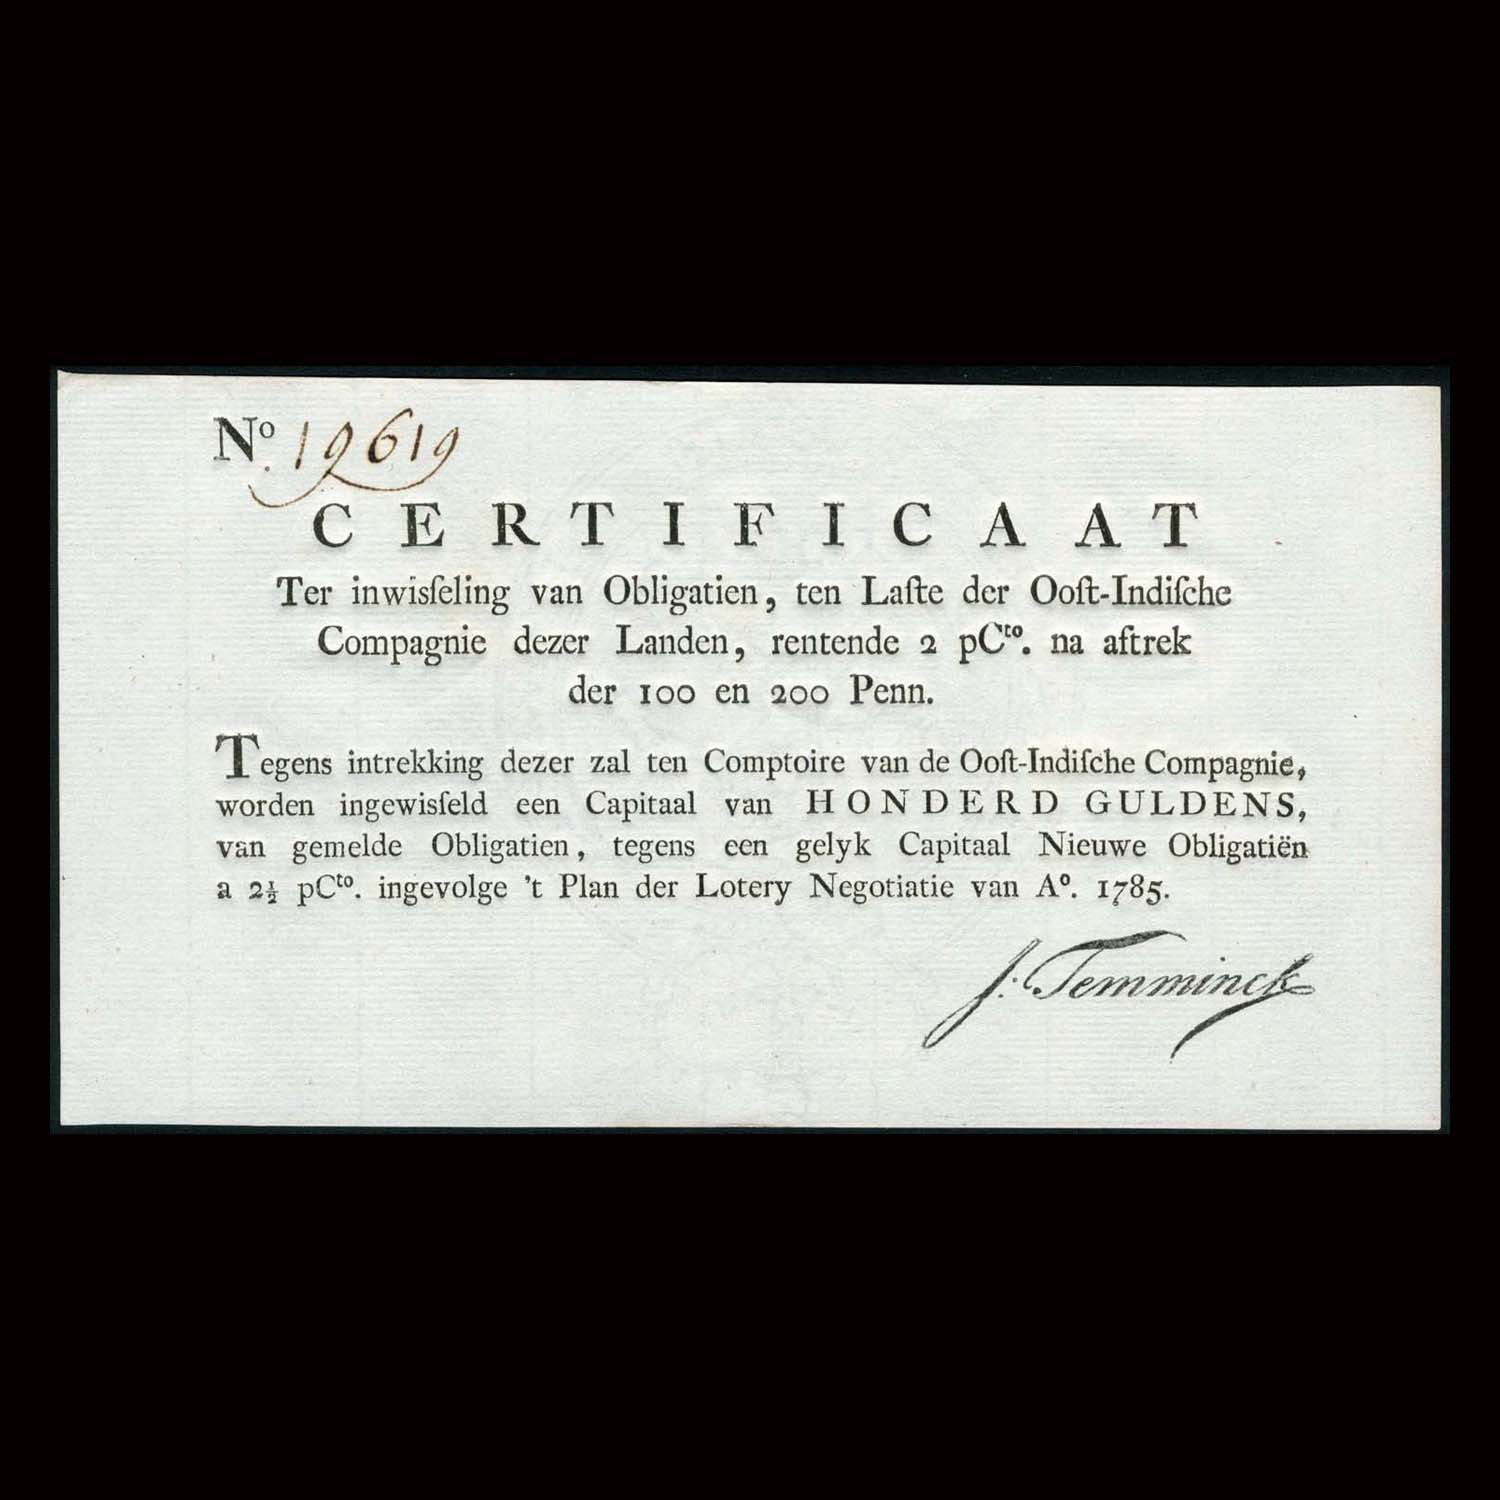 No. 19619
CERTIFICAAT
Ter inwisſeling van Obligatien, ten Laſte der Ooſt-Indiſche
Compagnie dezer Landen, rentende 2 pCto. na aftrek
der 100 en 200 Penn.
Tegens intrekking dezer zal ten Comptoire van de Ooſt-Indiſche Compagnie,
worden ingewisſeld een Capitaal van HONDERD GULDENS,
van gemelde Obligatien, tegens een gelyk Capitaal Nieuwe Obligatiën
a 2½ pCto. ingevolge 't Plan der Lotery Negotiatie van Ao. 1785.
J: Temminck